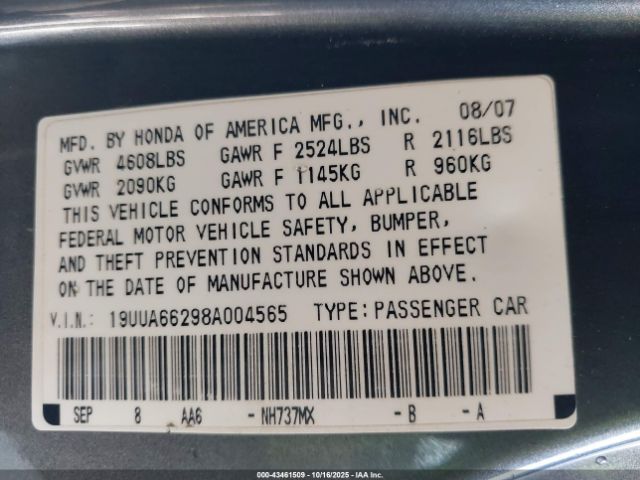 MFD. BY HONDA OF AMERICA MFG., INC. 08/07
GVWR 4608LBS GAWR F 2524LBS R 2116LBS
GVWR 2090KG GAWR F 1145KG R 960KG
THIS VEHICLE CONFORMS TO ALL APPLICABLE
FEDERAL MOTOR VEHICLE SAFETY, BUMPER,
AND THEFT PREVENTION STANDARDS IN EFFECT
ON THE DATE OF MANUFACTURE SHOWN ABOVE.
V.I.N.: 19UUA66298A004565 TYPE:PASSENGER CAR
SEP 8 AA6 -NH737MX -B -A
000-43461509 | 10/16/2025 - IAA Inc.